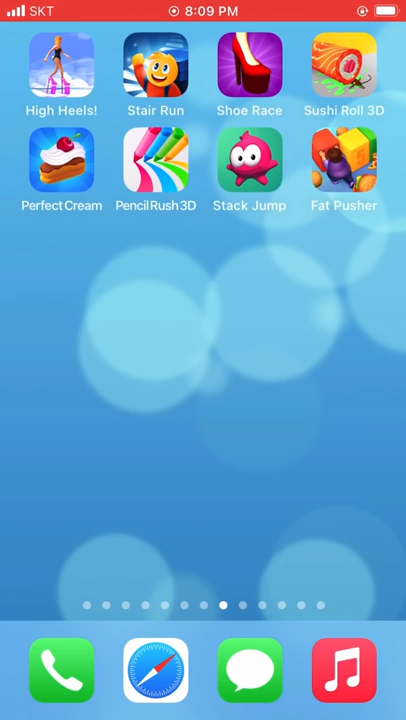 SKT 8:09 PM
High Heels! Stair Run Shoe Race Sushi Roll 3D
Perfect Cream Pencil Rush 3D Stack Jump Fat Pusher